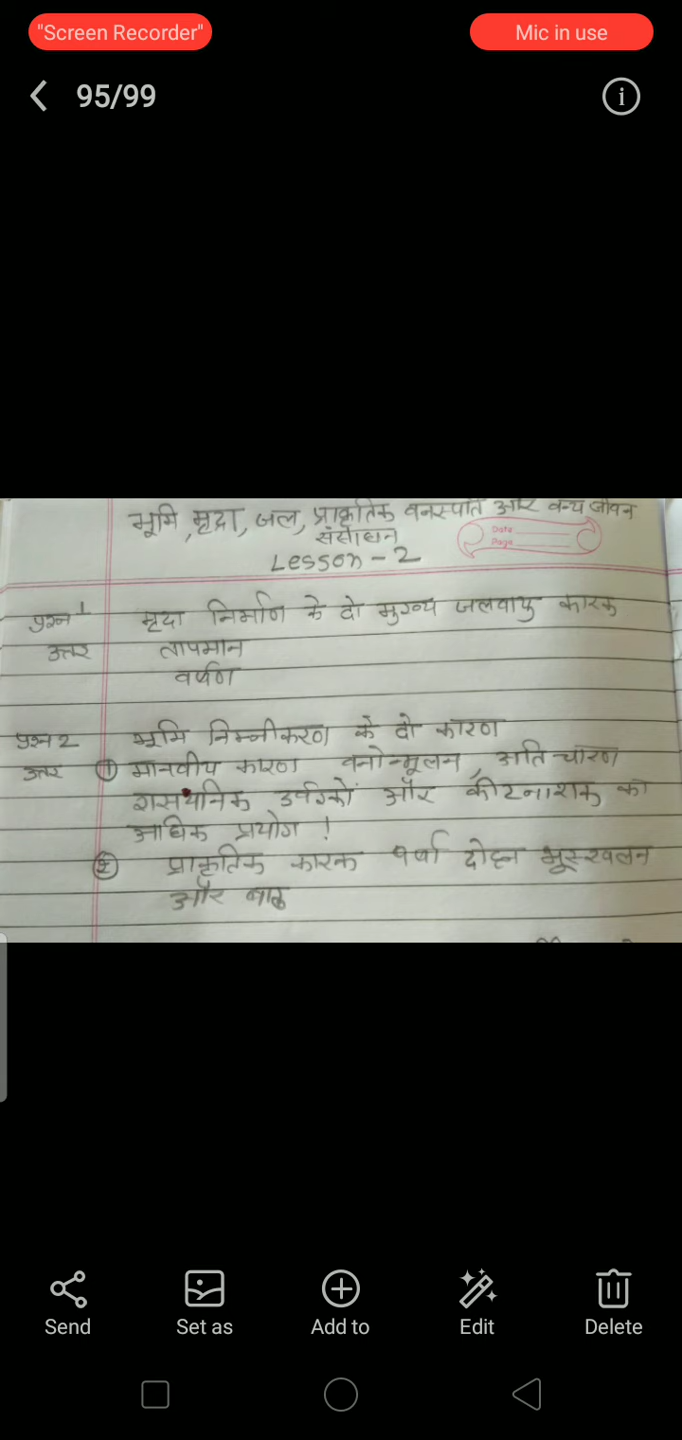 "Screen Recorder"
Mic in use
95/99
भूमि, मृदा, जल, प्राकृतिक वनस्पति और वन्य जीवन
संसाधन
Date
Page
Lesson - 2
प्रश्न 1 मृदा निर्माण के दो मुख्य जलवायु कारक
उत्तर तापमान
वर्षण
प्रश्न 2 भूमि निम्नीकरण के दो कारण
उत्तर ① मानवीय कारण वनोन्मूलन, अति चारण
रासयनिक उर्वरकों और कीटनाशक का
अधिक प्रयोग !
② प्राकृतिक कारक वर्षा दोहन भूस्खलन
और बाढ़
Send
Set as
Add to
Edit
Delete